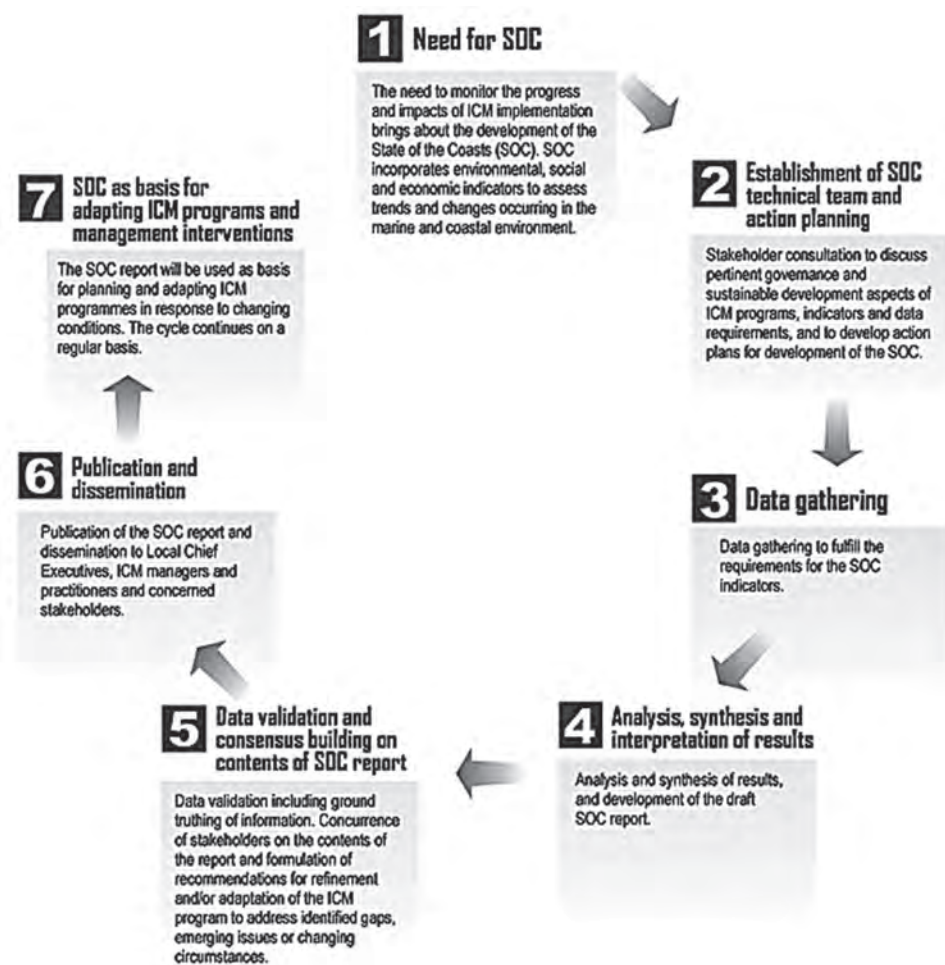 1 Need for SOC
The need to monitor the progress
and impacts of ICM implementation
brings about the development of the
State of the Coasts (SOC). SOC
incorporates environmental, social
and economic indicators to assess
trends and changes occurring in the
marine and coastal environment.
2 Establishment of SOC
technical team and
action planning
Stakeholder consultation to discuss
pertinent governance and
sustainable development aspects of
ICM programs, indicators and data
requirements, and to develop action
plans for development of the SOC.
3 Data gathering
Data gathering to fulfill the
requirements for the SOC
indicators.
4 Analysis, synthesis and
interpretation of results
Analysis and synthesis of results,
and development of the draft
SOC report.
5 Data validation and
consensus building on
contents of SOC report
Data validation including ground
truthing of information. Concurrence
of stakeholders on the contents of
the report and formulation of
recommendations for refinement
and/or adaptation of the ICM
program to address identified gaps,
emerging issues or changing
circumstances.
6 Publication and
dissemination
Publication of the SOC report and
dissemination to Local Chief
Executives, ICM managers and
practitioners and concerned
stakeholders.
7 SOC as basis for
adapting ICM programs and
management interventions
The SOC report will be used as basis
for planning and adapting ICM
programmes in response to changing
conditions. The cycle continues on a
regular basis.